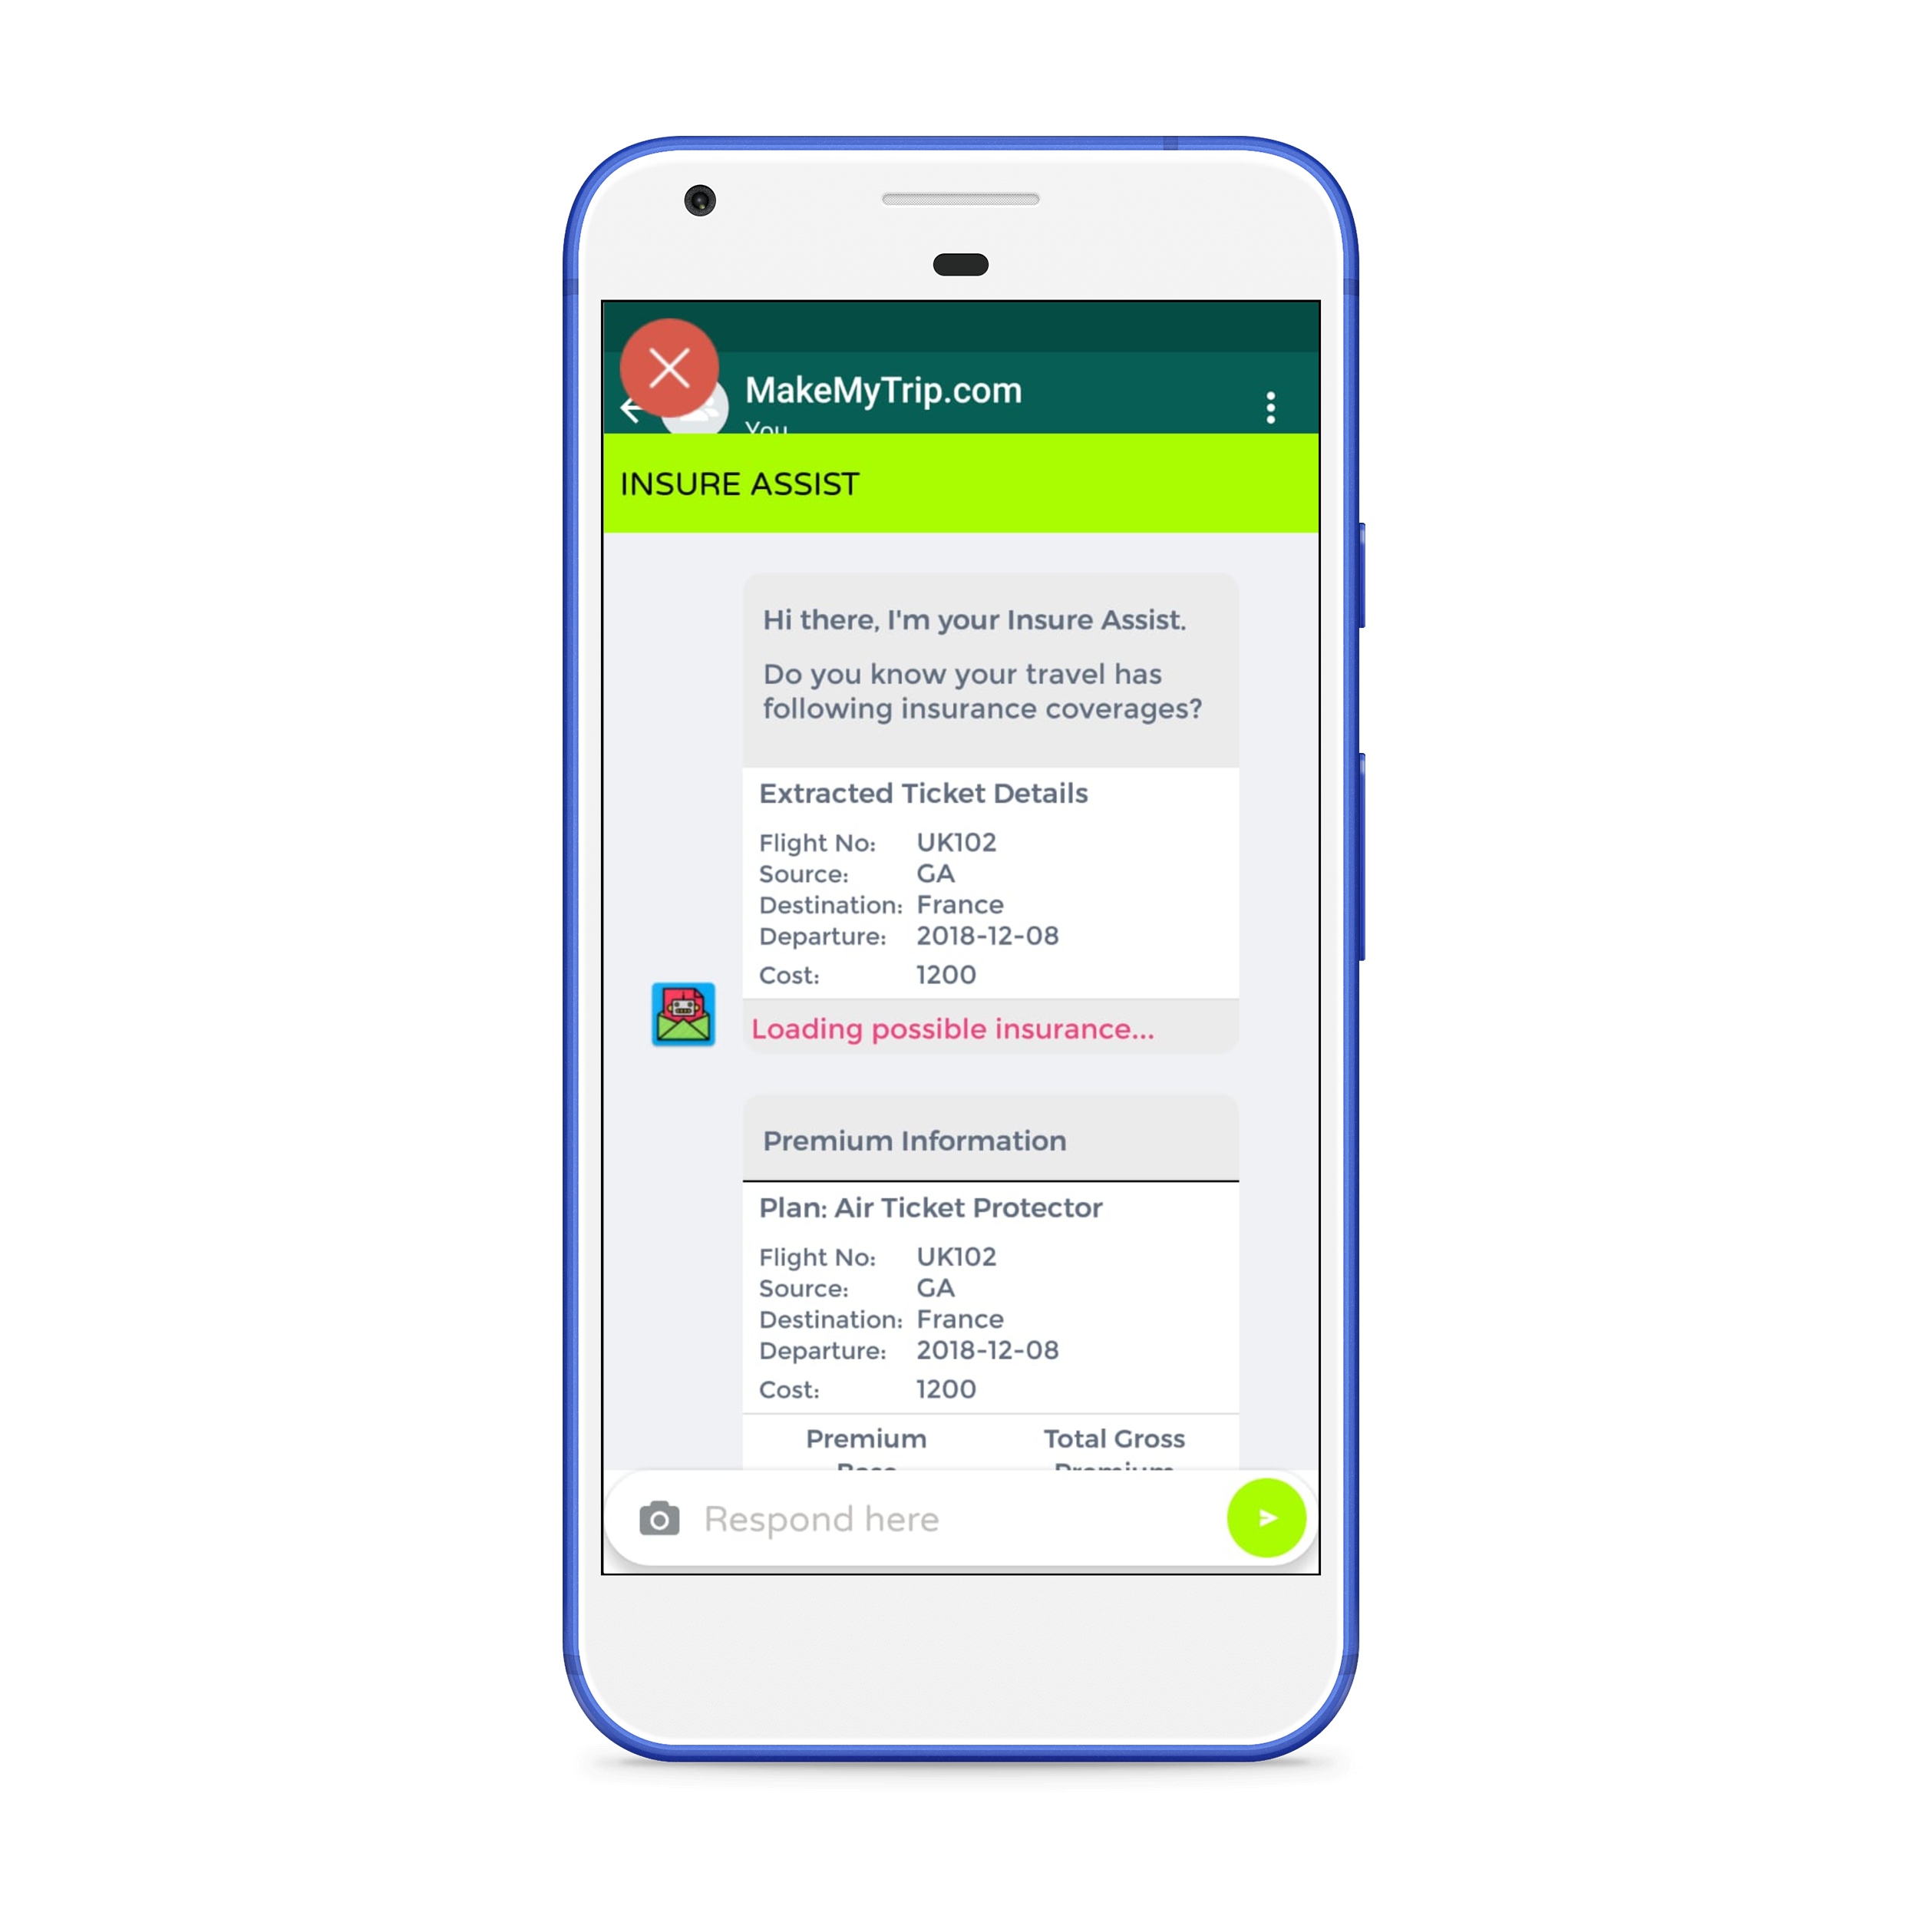 MakeMyTrip.com
You
INSURE ASSIST
Hi there, I'm your Insure Assist.
Do you know your travel has
following insurance coverages?
Extracted Ticket Details
Flight No: UK102
Source: GA
Destination: France
Departure: 2018-12-08
Cost: 1200
Loading possible insurance...
Premium Information
Plan: Air Ticket Protector
Flight No: UK102
Source: GA
Destination: France
Departure: 2018-12-08
Cost: 1200
Premium Total Gross
Base Premium
Respond here